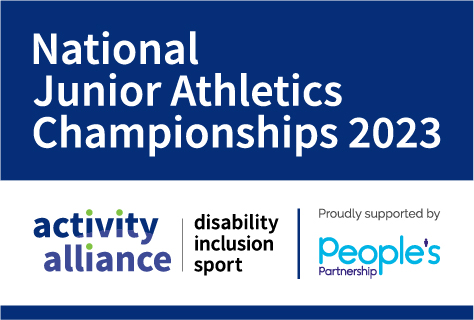 National
Junior Athletics
Championships 2023
activity
alliance
disability
inclusion
sport
Proudly supported by
People's
Partnership